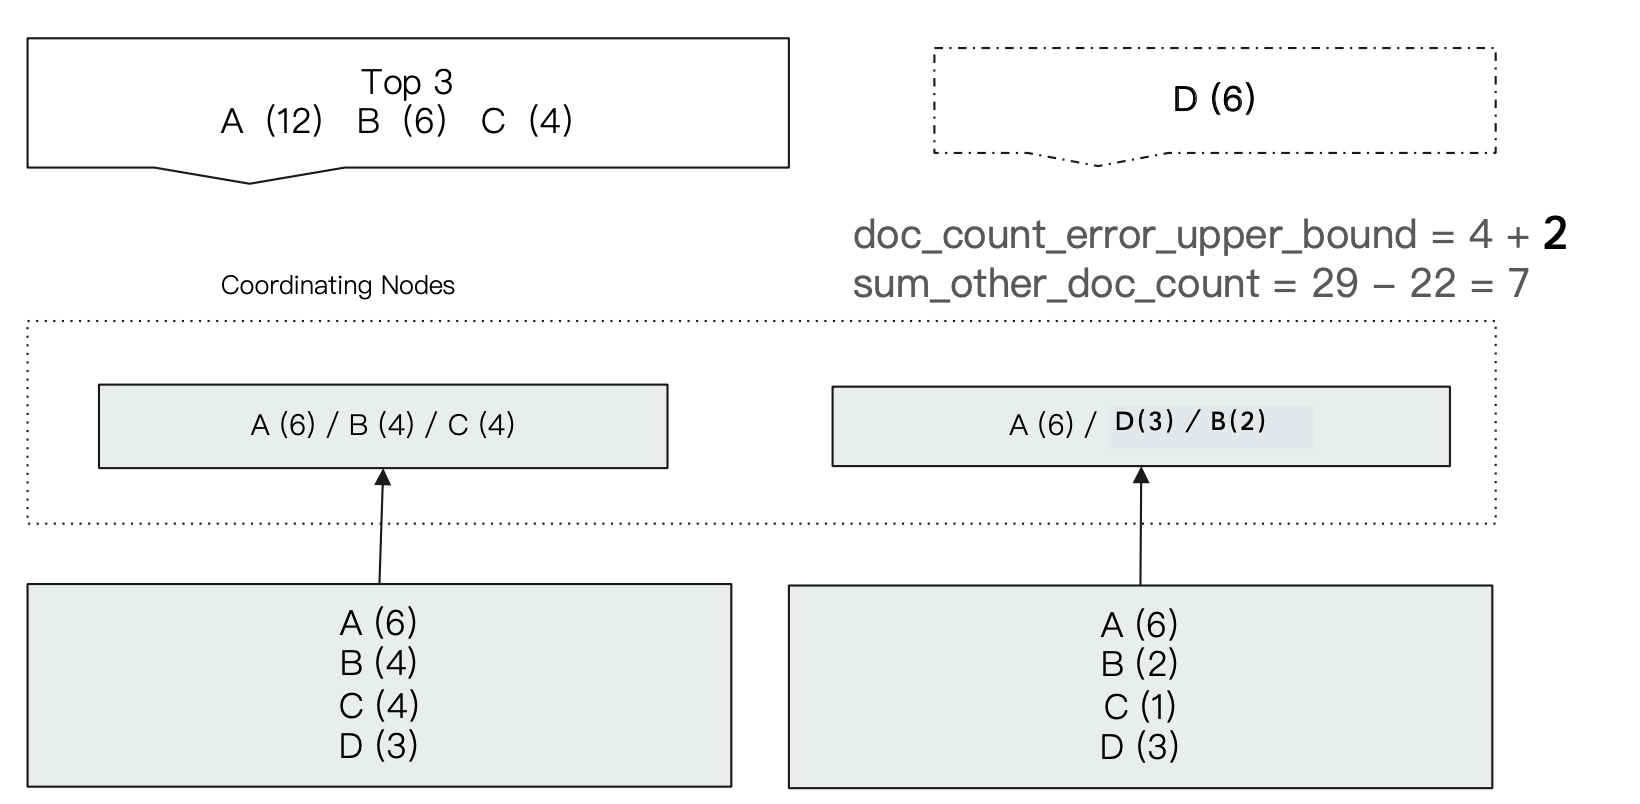 Top 3
A (12) B (6) C (4)
D (6)
doc_count_error_upper_bound = 4 + 2
sum_other_doc_count = 29 – 22 = 7
Coordinating Nodes
A (6) / B (4) / C (4)
A (6) / D(3) / B(2)
A (6)
B (4)
C (4)
D (3)
A (6)
B (2)
C (1)
D (3)